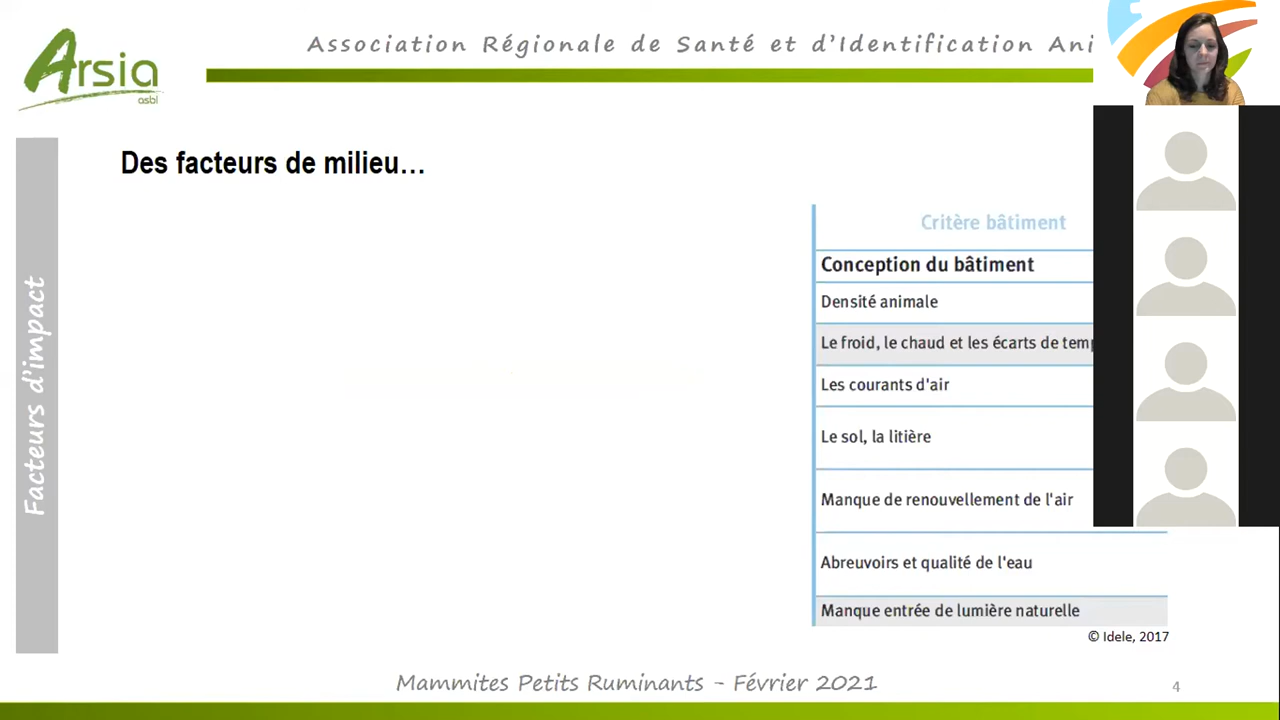 Arsia
asbl
Association Régionale de Santé et d'Identification Ani
Facteurs d'impact
Des facteurs de milieu...
Critère bâtiment
Conception du bâtiment
Densité animale
Le froid, le chaud et les écarts de temp
Les courants d'air
Le sol, la litière
Manque de renouvellement de l'air
Abreuvoirs et qualité de l'eau
Manque entrée de lumière naturelle
© Idele, 2017
Mammites Petits Ruminants - Février 2021
4